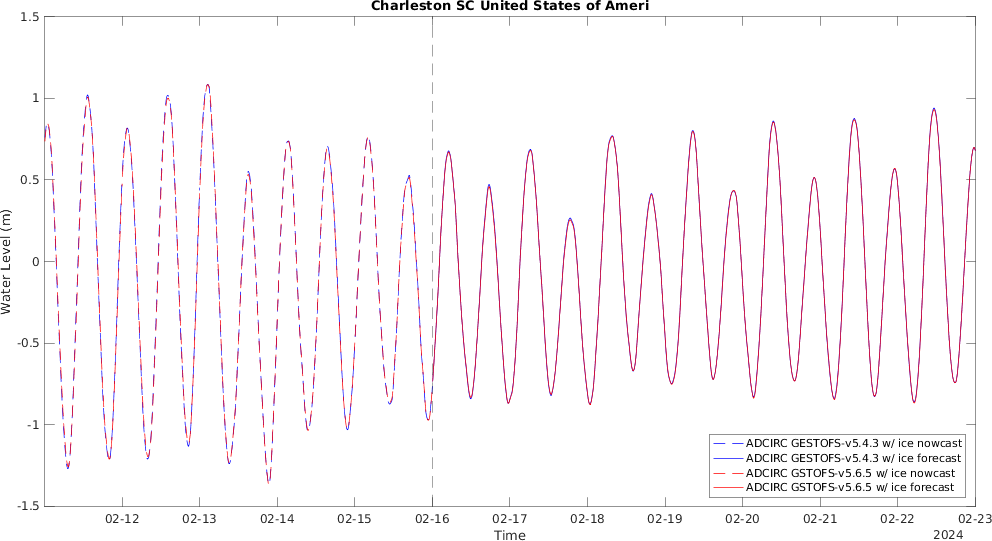 Charleston SC United States of Ameri
1.5
1
0.5
0
-0.5
-1
-1.5
Water Level (m)
02-12
02-13
02-14
02-15
02-16
02-17
02-18
02-19
02-20
02-21
02-22
02-23
Time
2024
ADCIRC GESTOFS-v5.4.3 w/ ice nowcast
ADCIRC GESTOFS-v5.4.3 w/ ice forecast
ADCIRC GSTOFS-v5.6.5 w/ ice nowcast
ADCIRC GSTOFS-v5.6.5 w/ ice forecast